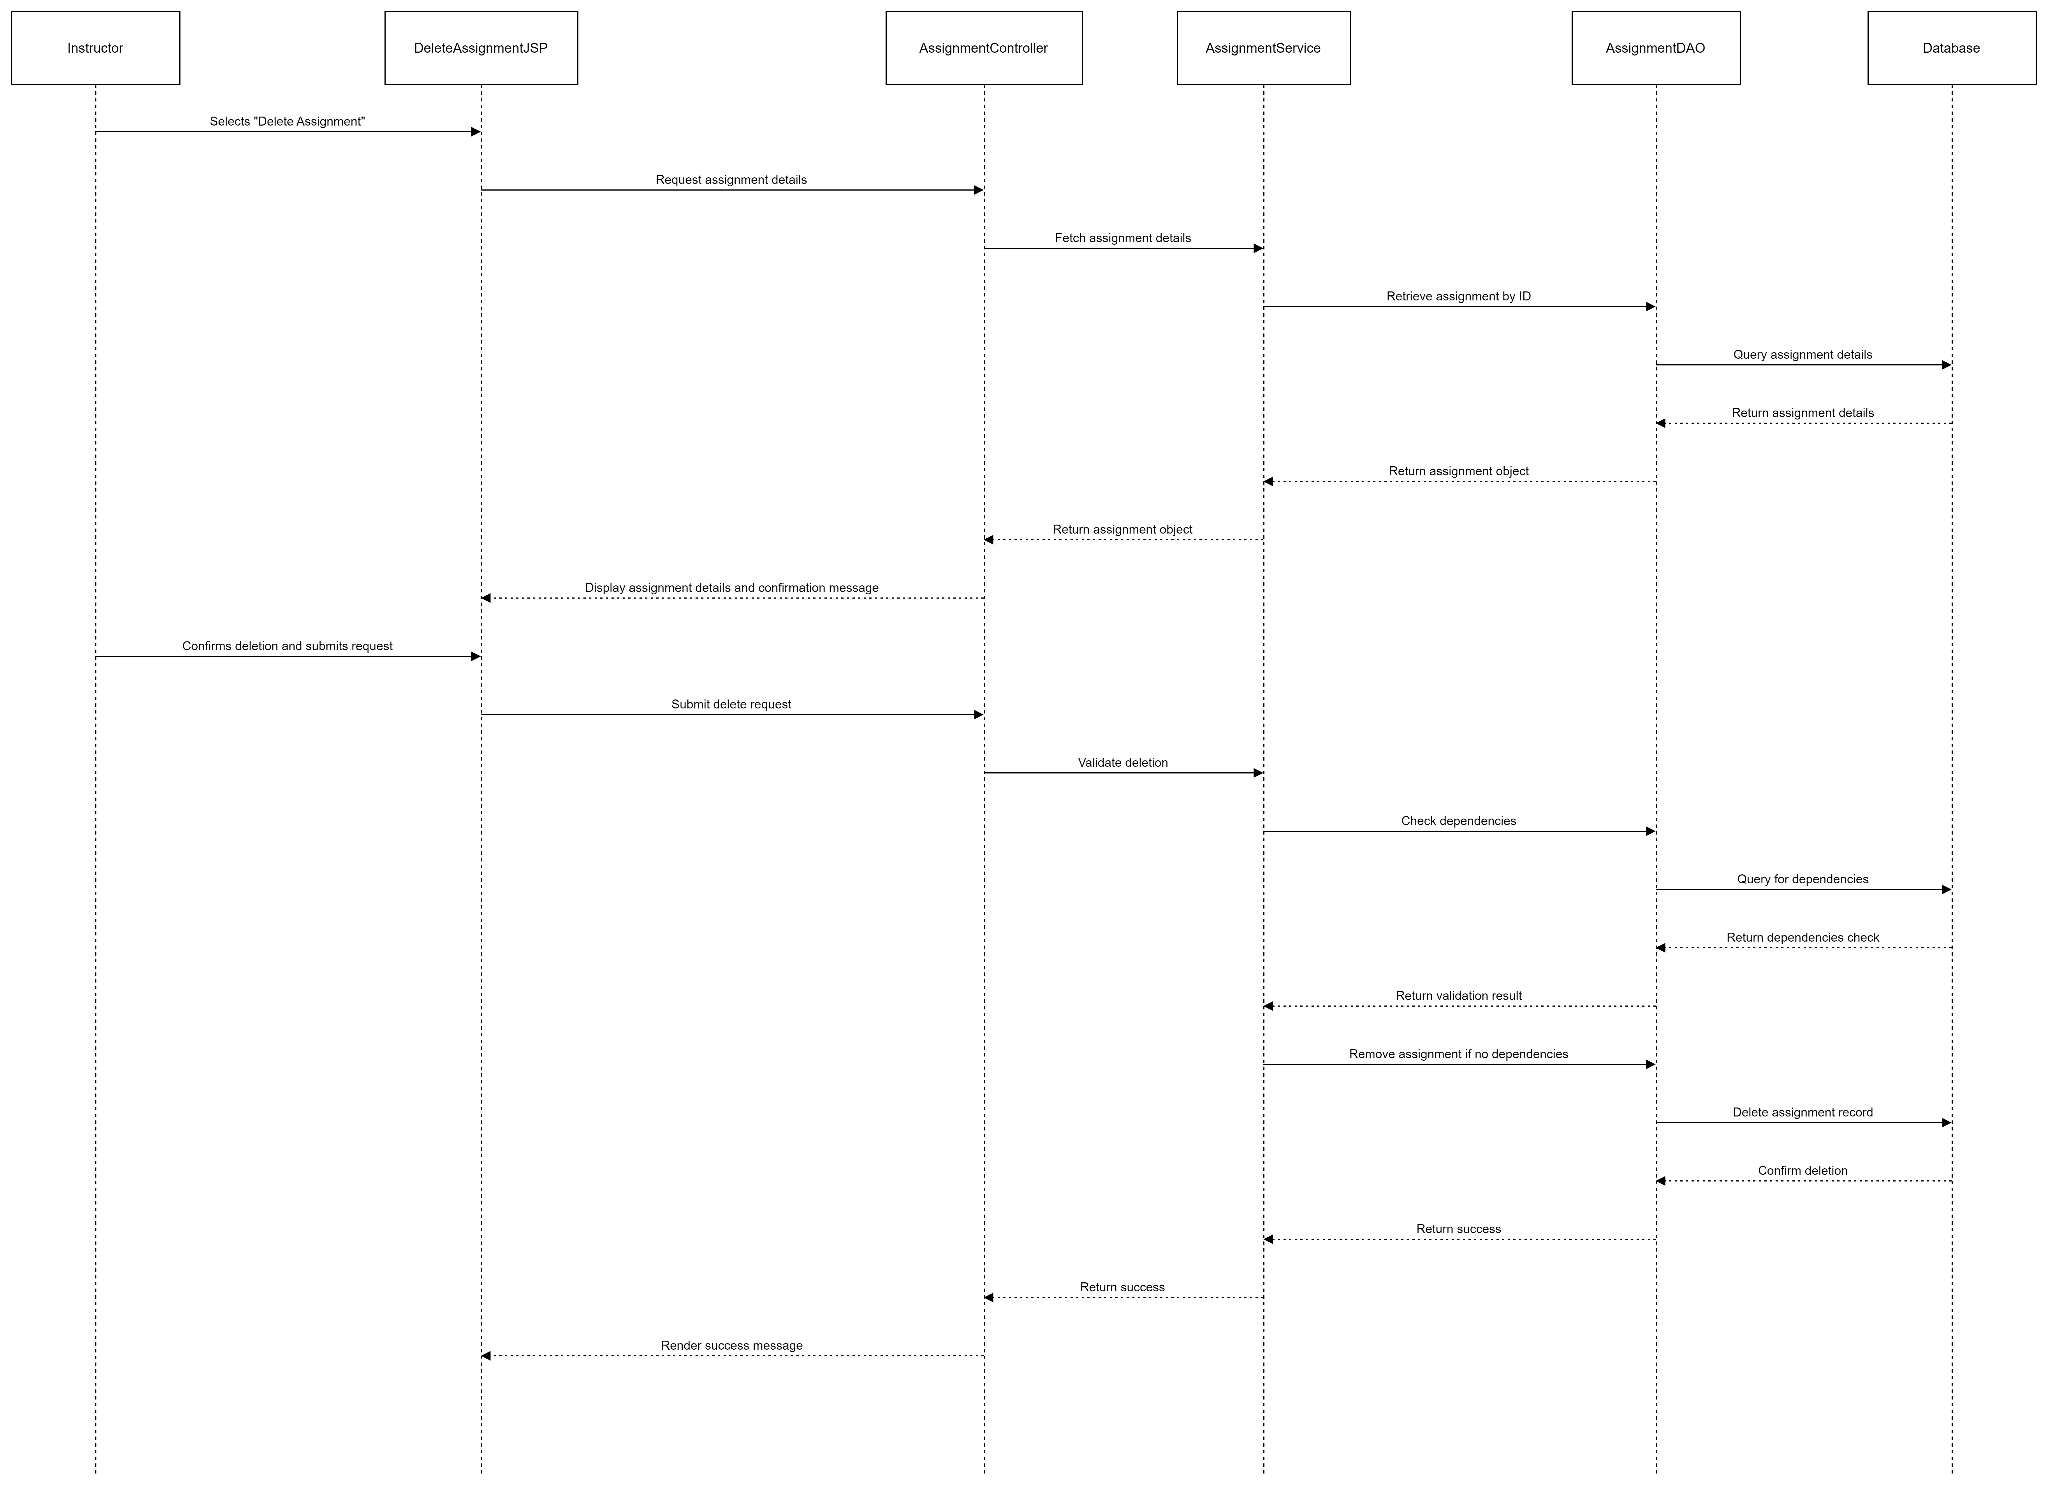 Instructor
DeleteAssignmentJSP
AssignmentController
AssignmentService
AssignmentDAO
Database
Selects "Delete Assignment"
Request assignment details
Fetch assignment details
Retrieve assignment by ID
Query assignment details
Return assignment details
Return assignment object
Return assignment object
Display assignment details and confirmation message
Confirms deletion and submits request
Submit delete request
Validate deletion
Check dependencies
Query for dependencies
Return dependencies check
Return validation result
Remove assignment if no dependencies
Delete assignment record
Confirm deletion
Return success
Return success
Render success message